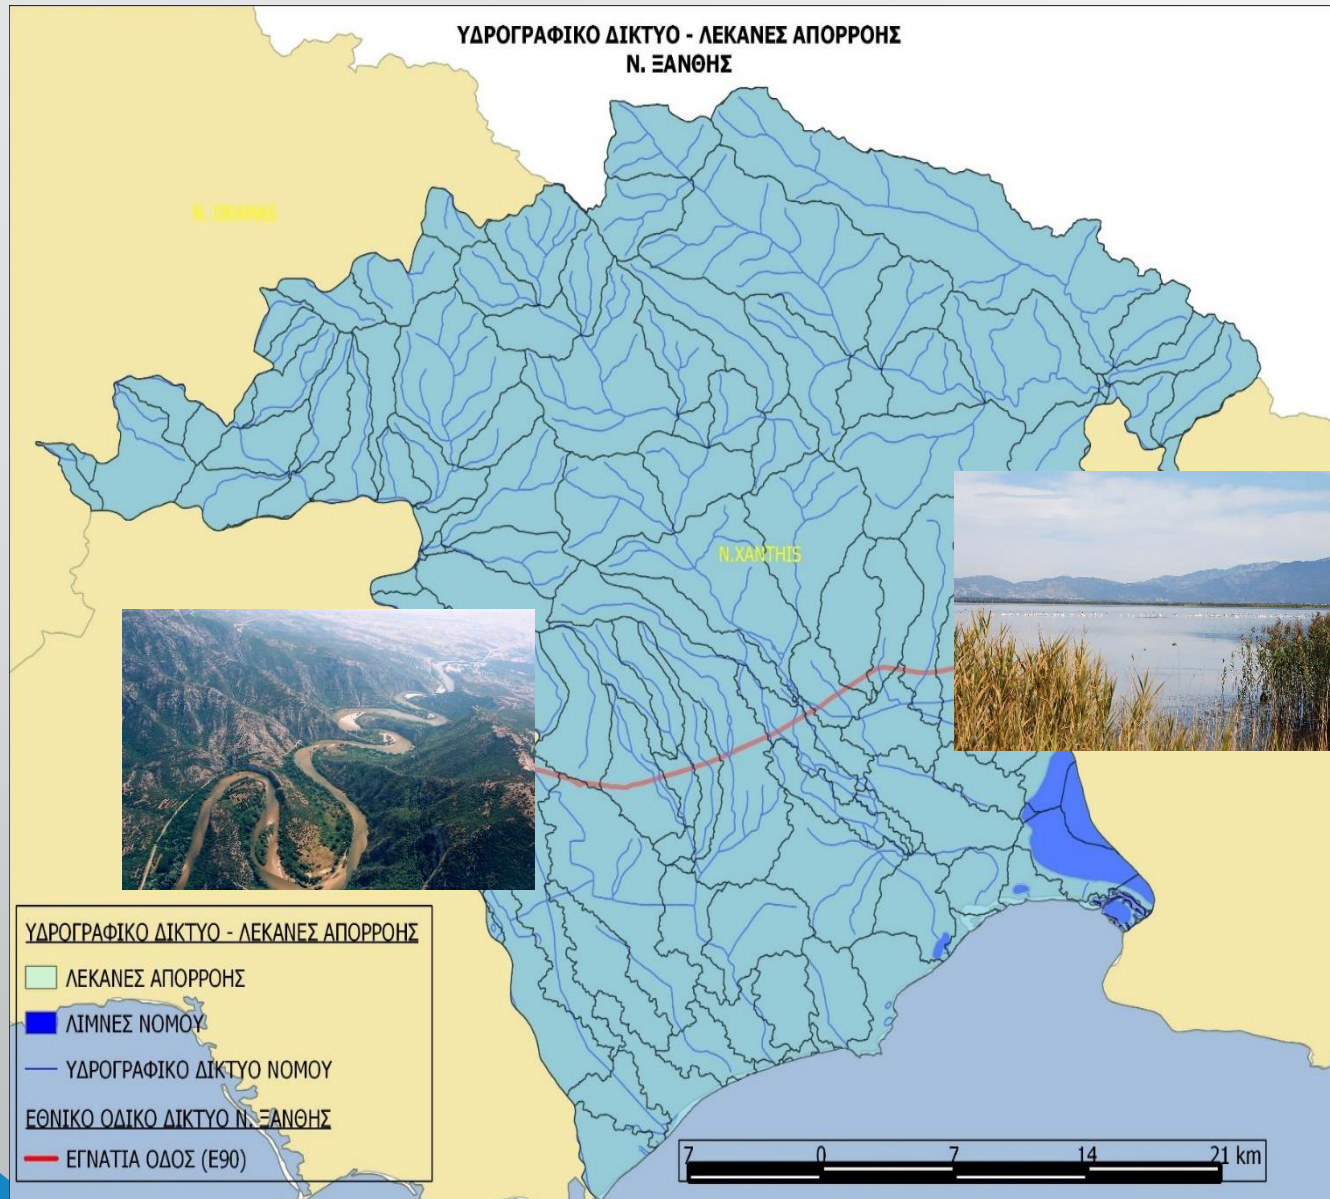 ΥΔΡΟΓΡΑΦΙΚΟ ΔΙΚΤΥΟ - ΛΕΚΑΝΕΣ ΑΠΟΡΡΟΗΣ
Ν. ΞΑΝΘΗΣ
N. DRAMAS
N.XANTHIS
ΥΔΡΟΓΡΑΦΙΚΟ ΔΙΚΤΥΟ - ΛΕΚΑΝΕΣ ΑΠΟΡΡΟΗΣ
ΛΕΚΑΝΕΣ ΑΠΟΡΡΟΗΣ
ΛΙΜΝΕΣ ΝΟΜΟΥ
ΥΔΡΟΓΡΑΦΙΚΟ ΔΙΚΤΥΟ ΝΟΜΟΥ
ΕΘΝΙΚΟ ΟΔΙΚΟ ΔΙΚΤΥΟ Ν. ΞΑΝΘΗΣ
ΕΓΝΑΤΙΑ ΟΔΟΣ (Ε90)
7 0 7 14 21 km